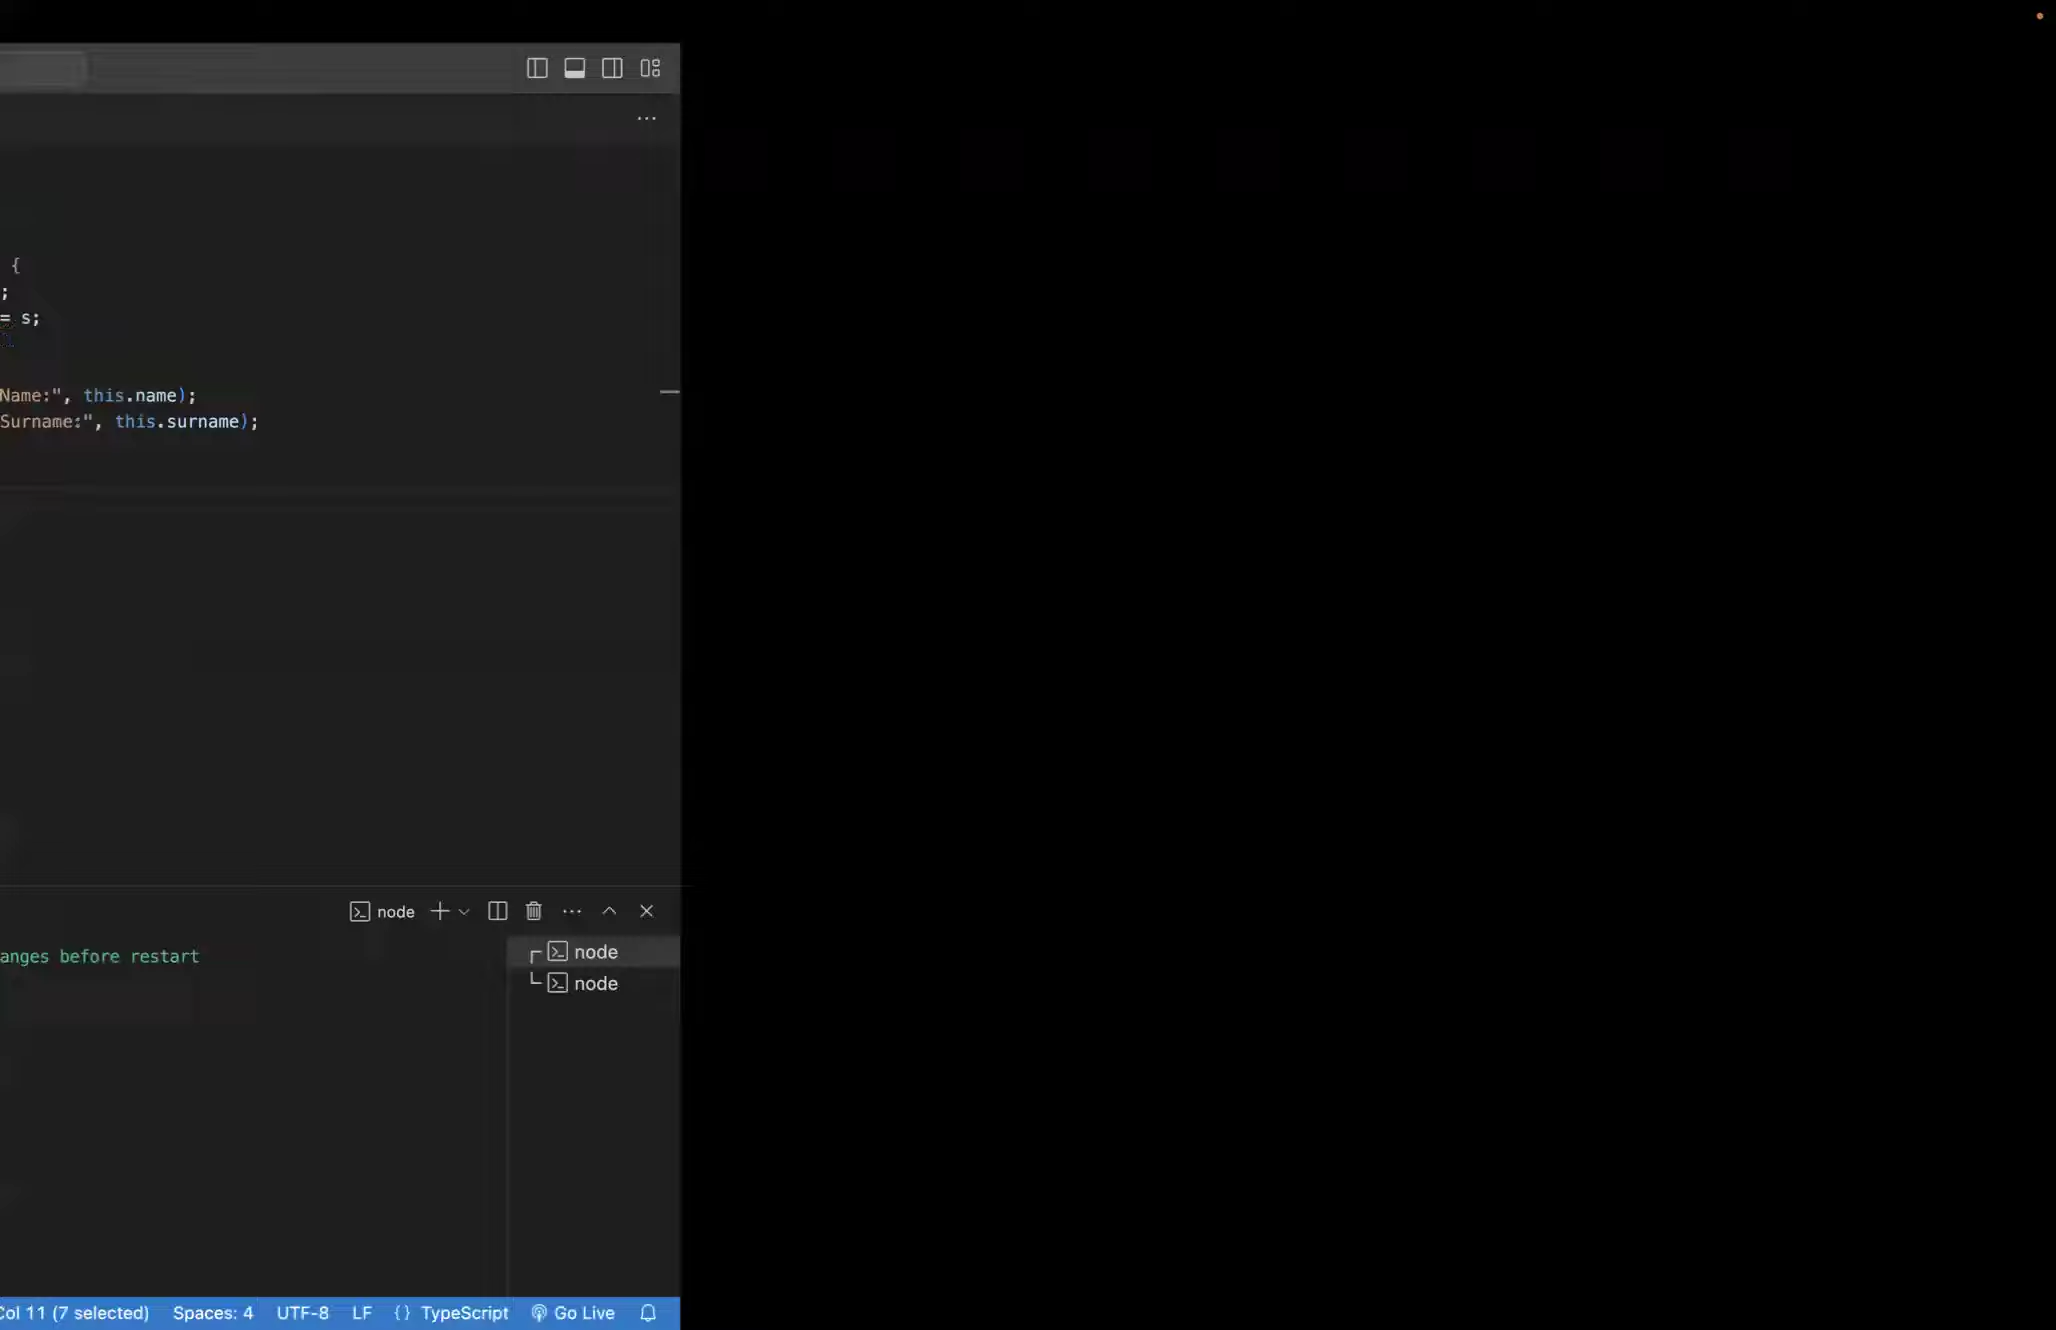 {
;
= s;
Name:", this.name);
Surname:", this.surname);
node
anges before restart
node
node
Col 11 (7 selected) Spaces: 4 UTF-8 LF {} TypeScript Go Live